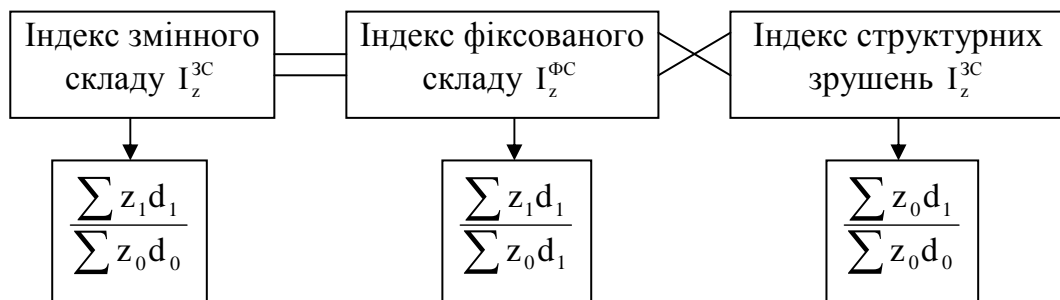 Індекс змінного
складу I_z^ЗС
Індекс фіксованого
складу I_z^ФС
Індекс структурних
зрушень I_z^ЗС
∑ z₁d₁
∑ z₀d₀
∑ z₁d₁
∑ z₀d₁
∑ z₀d₁
∑ z₀d₀